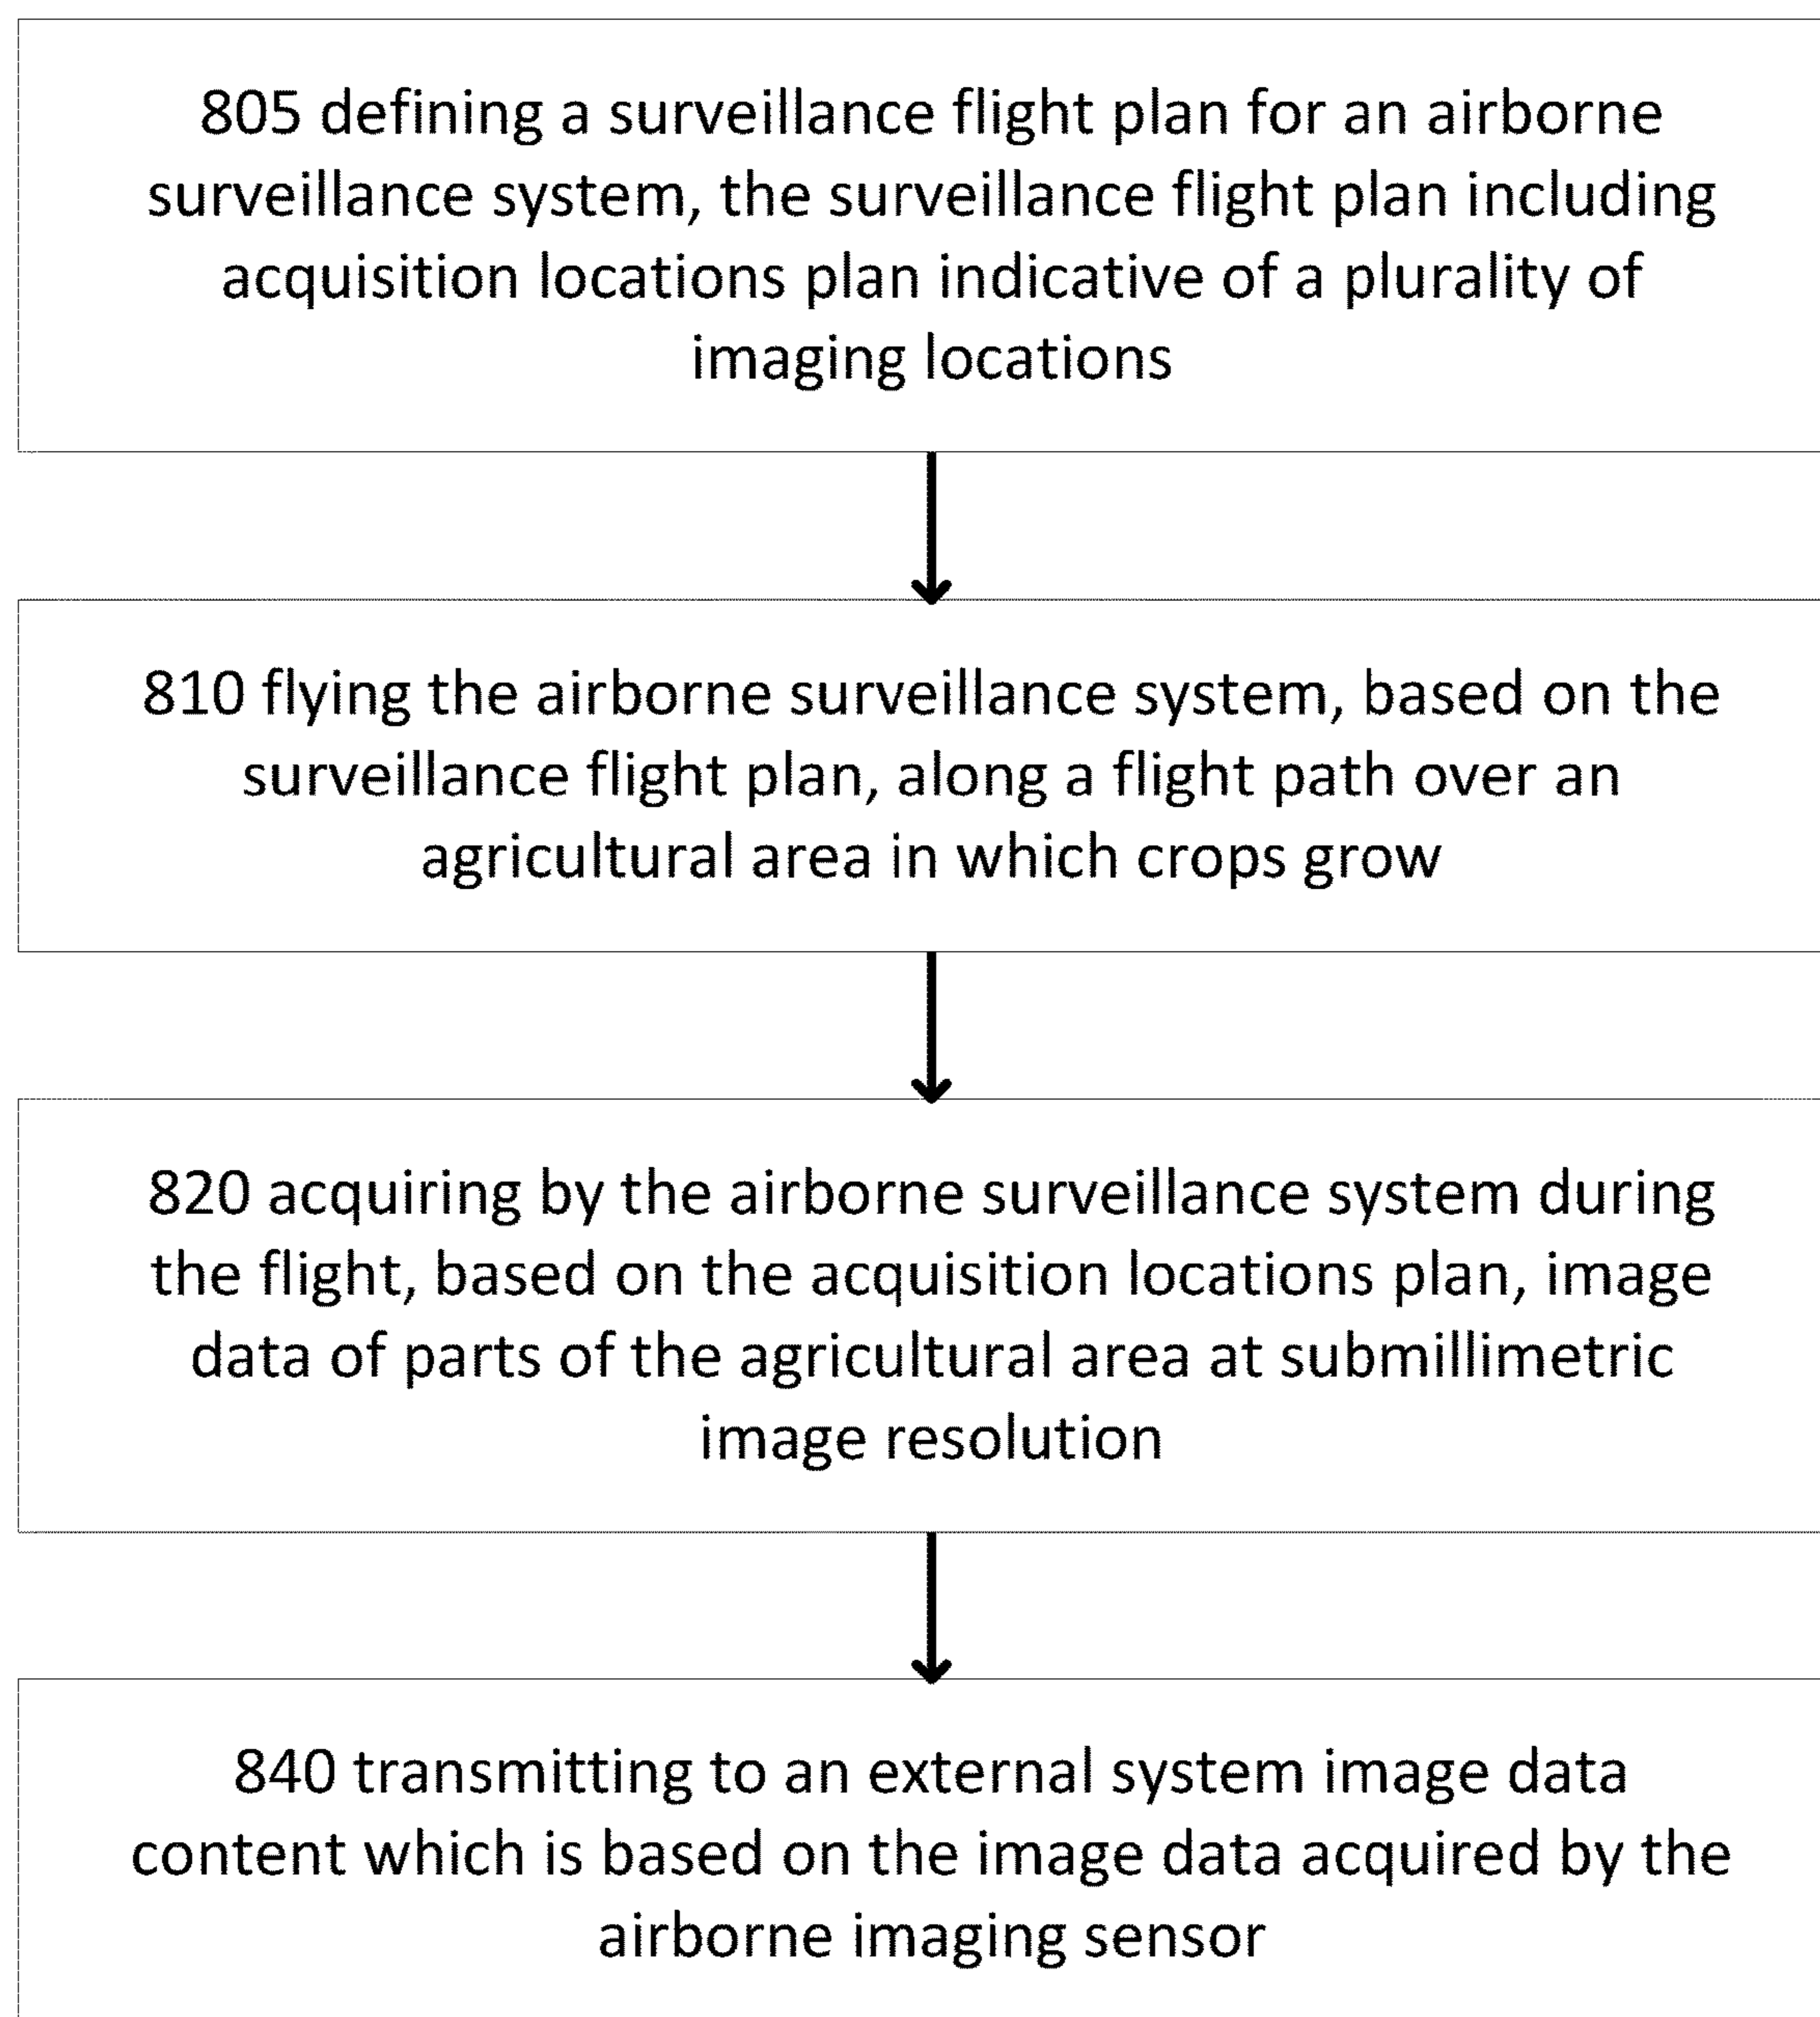 805 defining a surveillance flight plan for an airborne
surveillance system, the surveillance flight plan including
acquisition locations plan indicative of a plurality of
imaging locations
810 flying the airborne surveillance system, based on the
surveillance flight plan, along a flight path over an
agricultural area in which crops grow
820 acquiring by the airborne surveillance system during
the flight, based on the acquisition locations plan, image
data of parts of the agricultural area at submillimetric
image resolution
840 transmitting to an external system image data
content which is based on the image data acquired by the
airborne imaging sensor